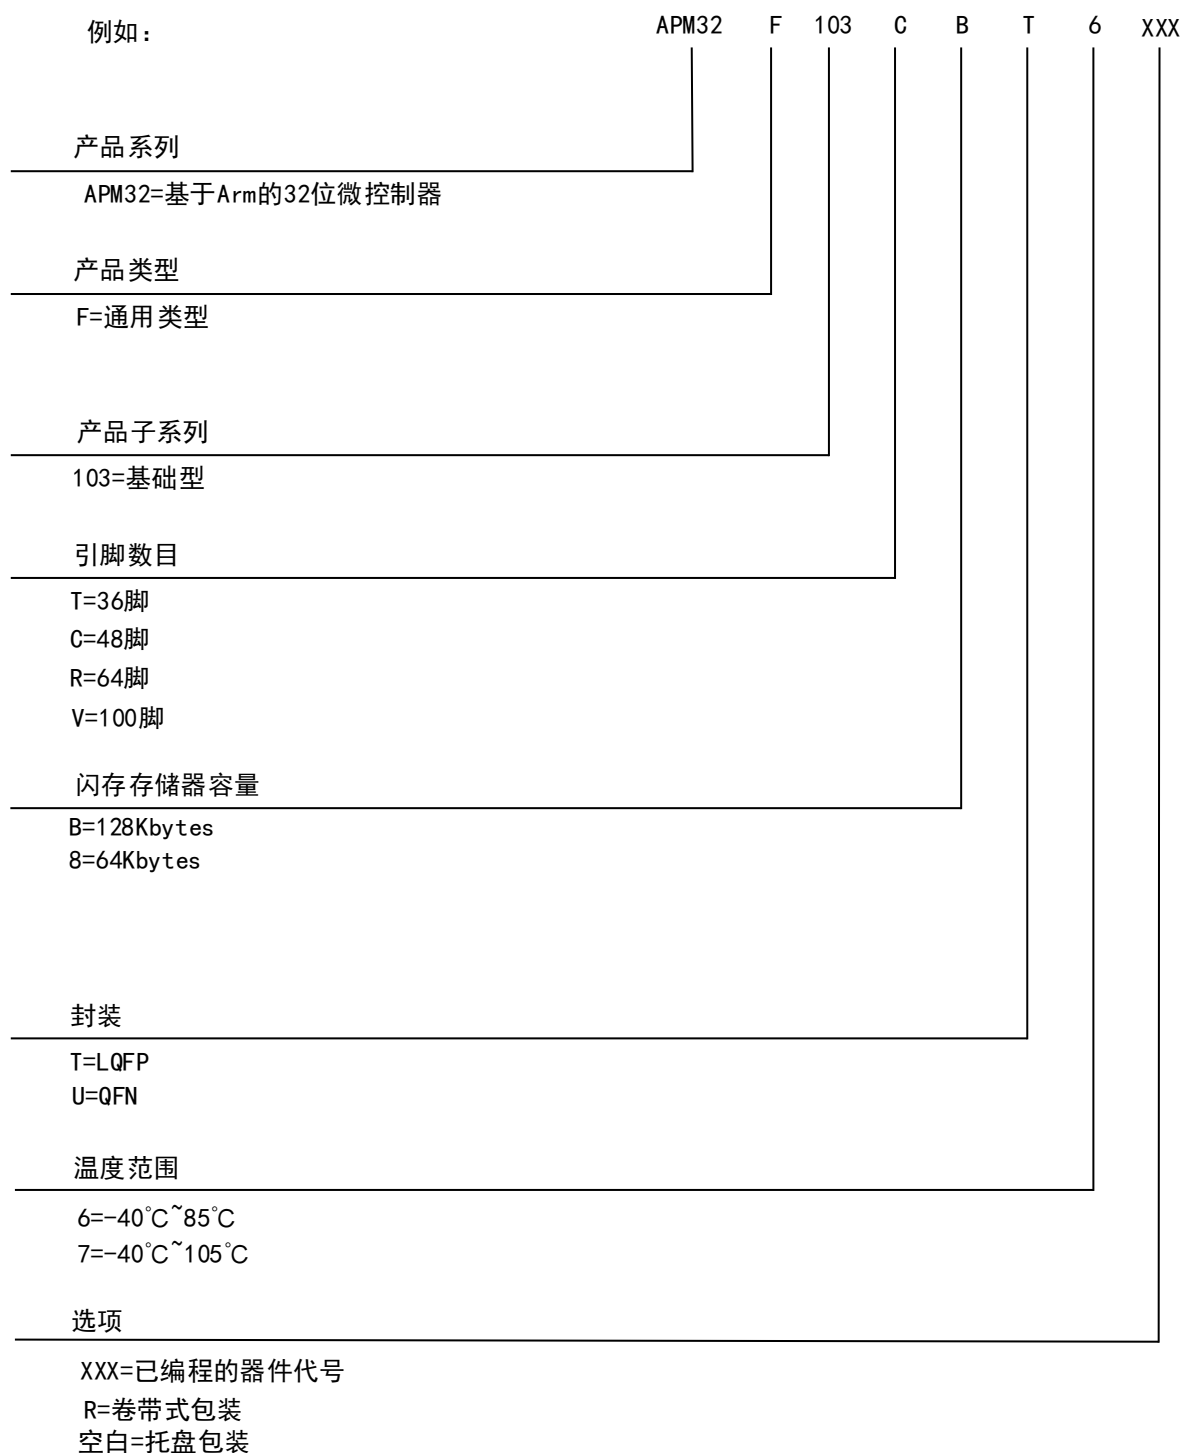 例如： APM32 F 103 C B T 6 XXX
产品系列
APM32=基于Arm的32位微控制器
产品类型
F=通用类型
产品子系列
103=基础型
引脚数目
T=36脚
C=48脚
R=64脚
V=100脚
闪存存储器容量
B=128Kbytes
8=64Kbytes
封装
T=LQFP
U=QFN
温度范围
6=-40℃~85℃
7=-40℃~105℃
选项
XXX=已编程的器件代号
R=卷带式包装
空白=托盘包装